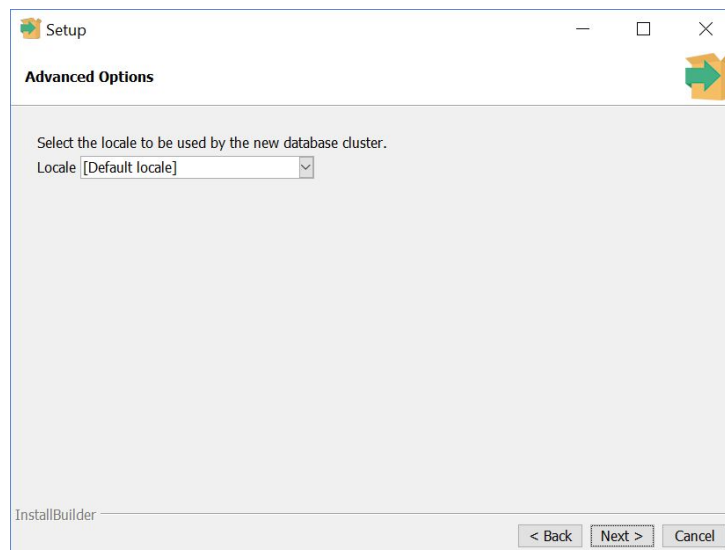 Setup
Advanced Options
Select the locale to be used by the new database cluster.
Locale [Default locale]
InstallBuilder
< Back Next > Cancel